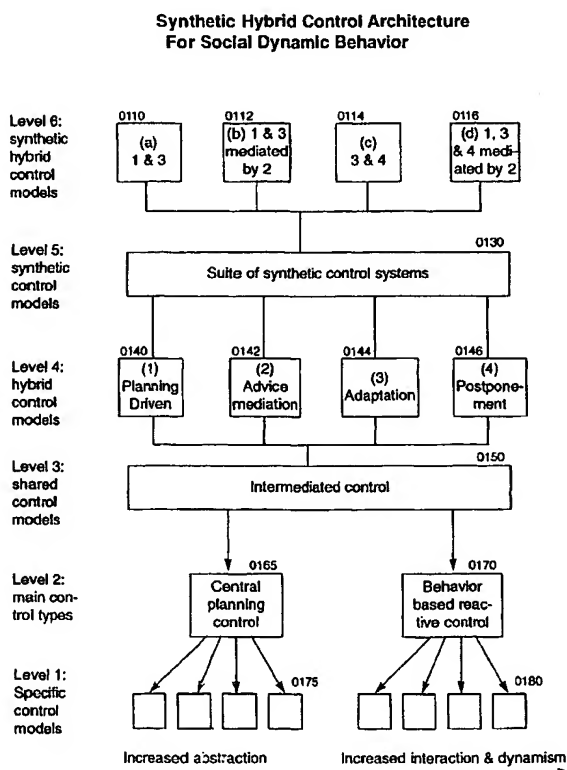 Synthetic Hybrid Control Architecture
For Social Dynamic Behavior
Level 6:
synthetic
hybrid
control
models
0110
(a)
1 & 3
0112
(b) 1 & 3
mediated
by 2
0114
(c)
3 & 4
0116
(d) 1, 3
& 4 medi-
ated by 2
Level 5:
synthetic
control
models
0130
Suite of synthetic control systems
Level 4:
hybrid
control
models
0140
(1)
Planning
Driven
0142
(2)
Advice
mediation
0144
(3)
Adaptation
0146
(4)
Postpone-
ment
Level 3:
shared
control
models
0150
Intermediated control
Level 2:
main con-
trol types
0165
Central
planning
control
0170
Behavior
based reac-
tive control
Level 1:
Specific
control
models
0175
0180
Increased abstraction
Increased interaction & dynamism